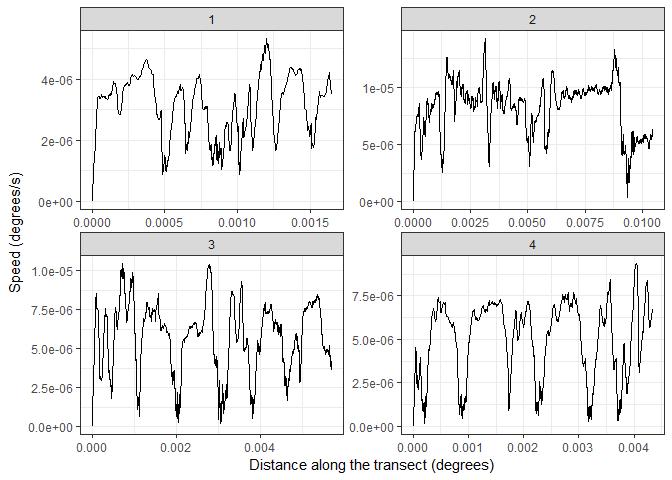 1
2
4e-06
2e-06
0e+00
1e-05
5e-06
0e+00
0.0000
0.0005
0.0010
0.0015
0.0000
0.0025
0.0050
0.0075
0.0100
Speed (degrees/s)
3
4
1.0e-05
7.5e-06
5.0e-06
2.5e-06
0.0e+00
7.5e-06
5.0e-06
2.5e-06
0.0e+00
0.000
0.002
0.004
0.000
0.001
0.002
0.003
0.004
Distance along the transect (degrees)